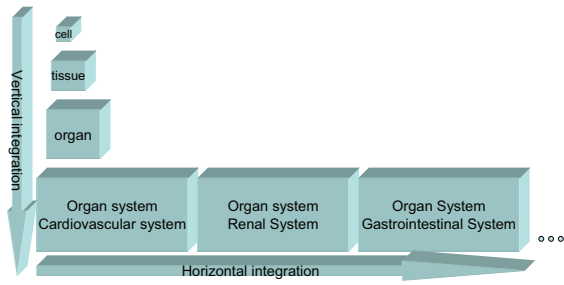 cell
tissue
organ
Vertical integration
Organ system
Cardiovascular system
Organ system
Renal System
Organ System
Gastrointestinal System
Horizontal integration